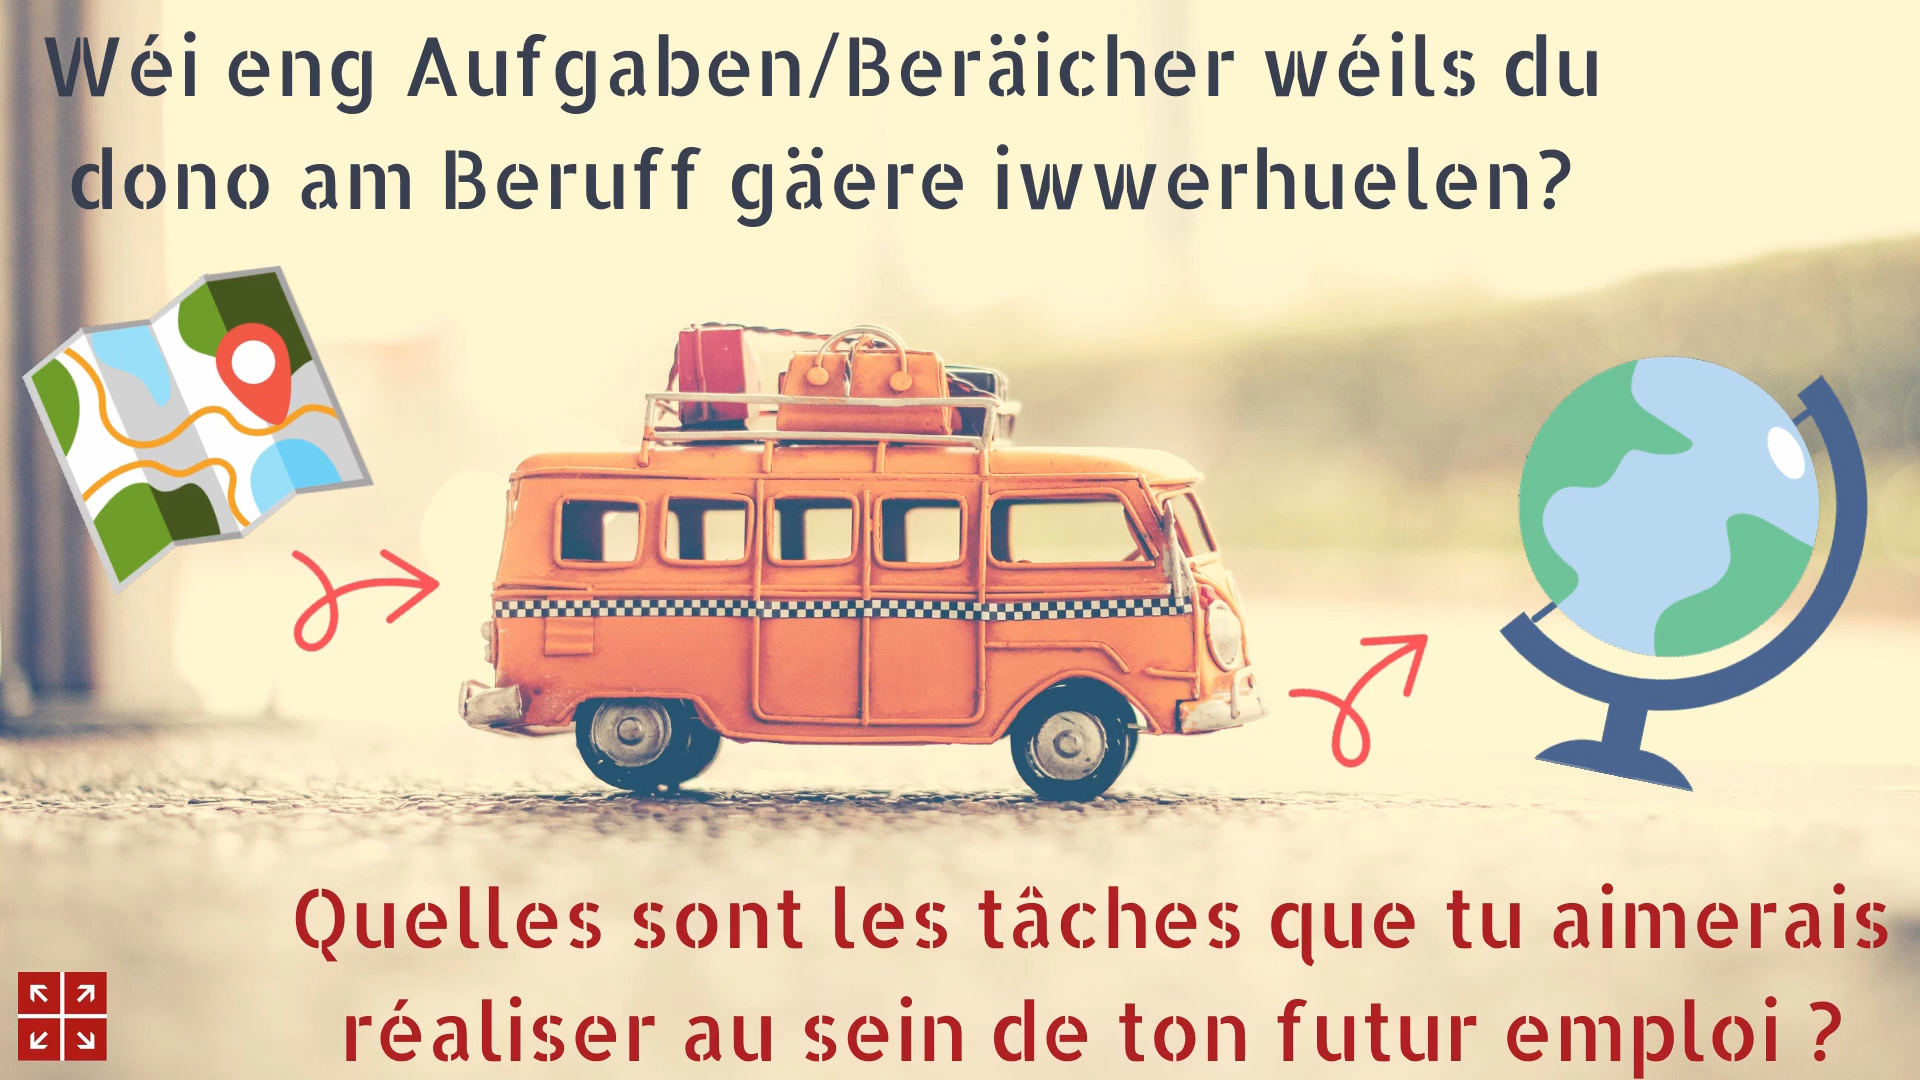 Wéi eng Aufgaben/Beräicher wéils du
dono am Beruff gäere iwwerhuelen?
Quelles sont les tâches que tu aimerais
réaliser au sein de ton futur emploi ?